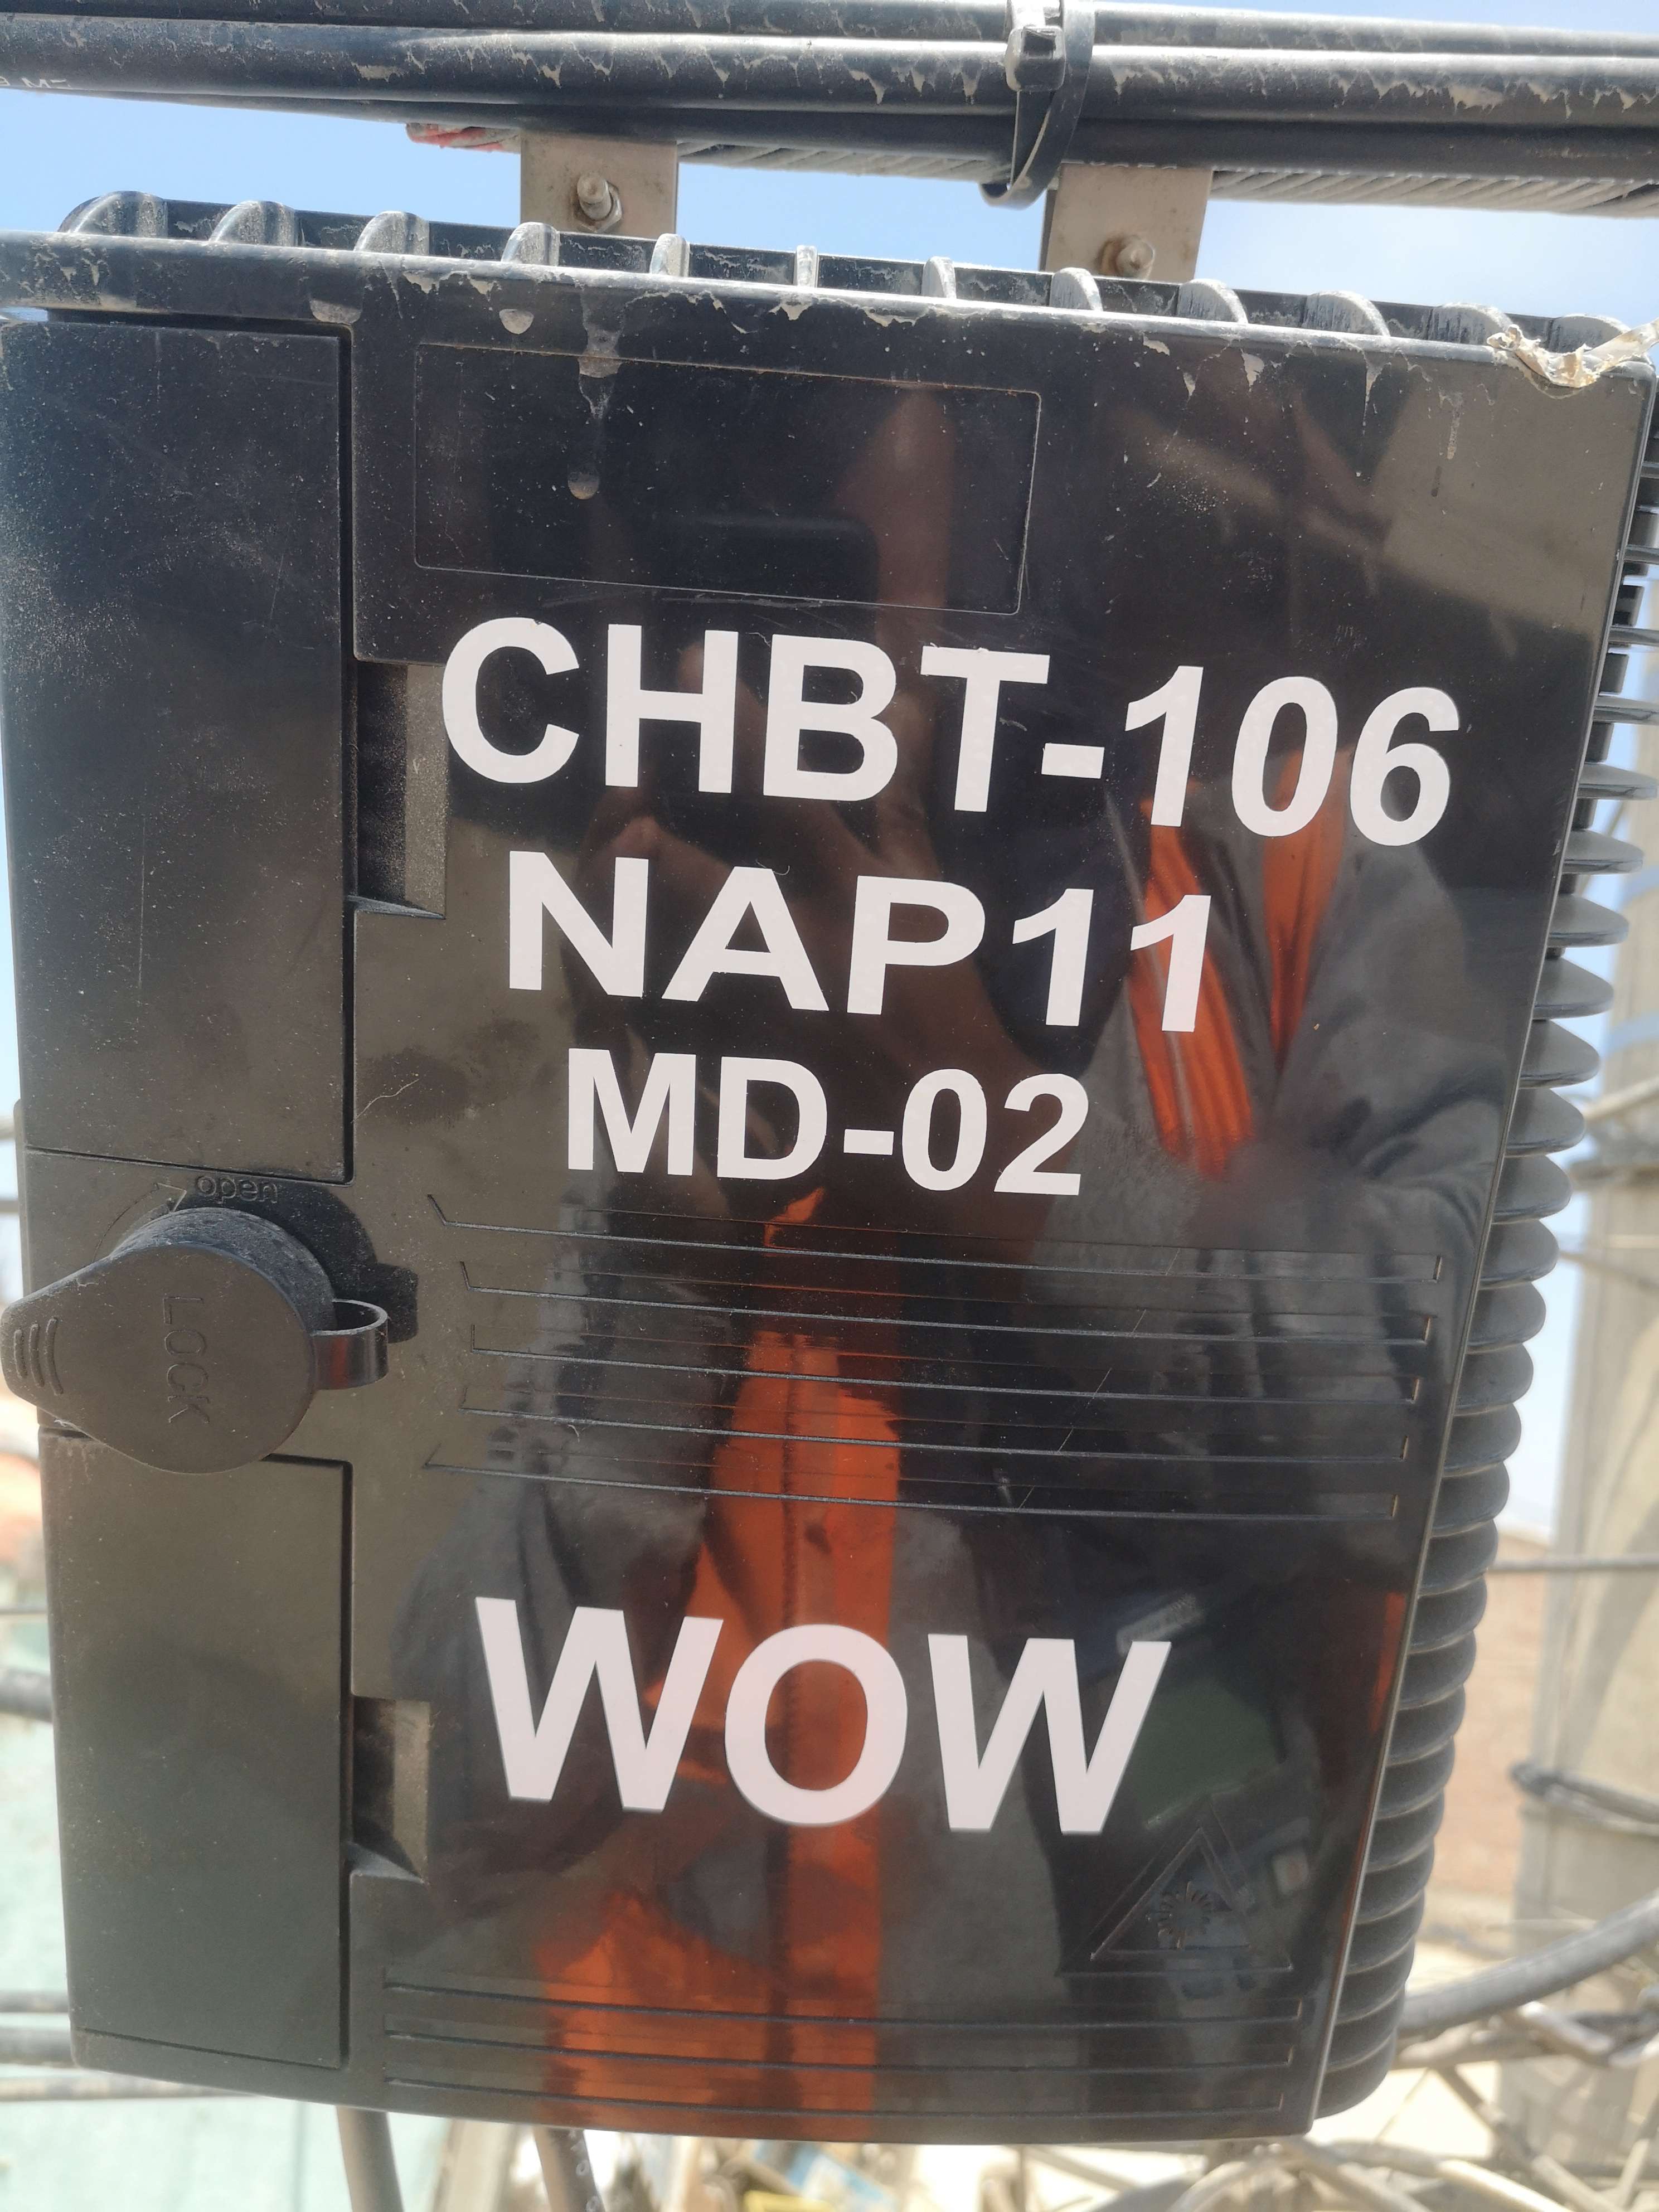 CHBT-106
NAP11
MD-02
open
LOCK
WOW